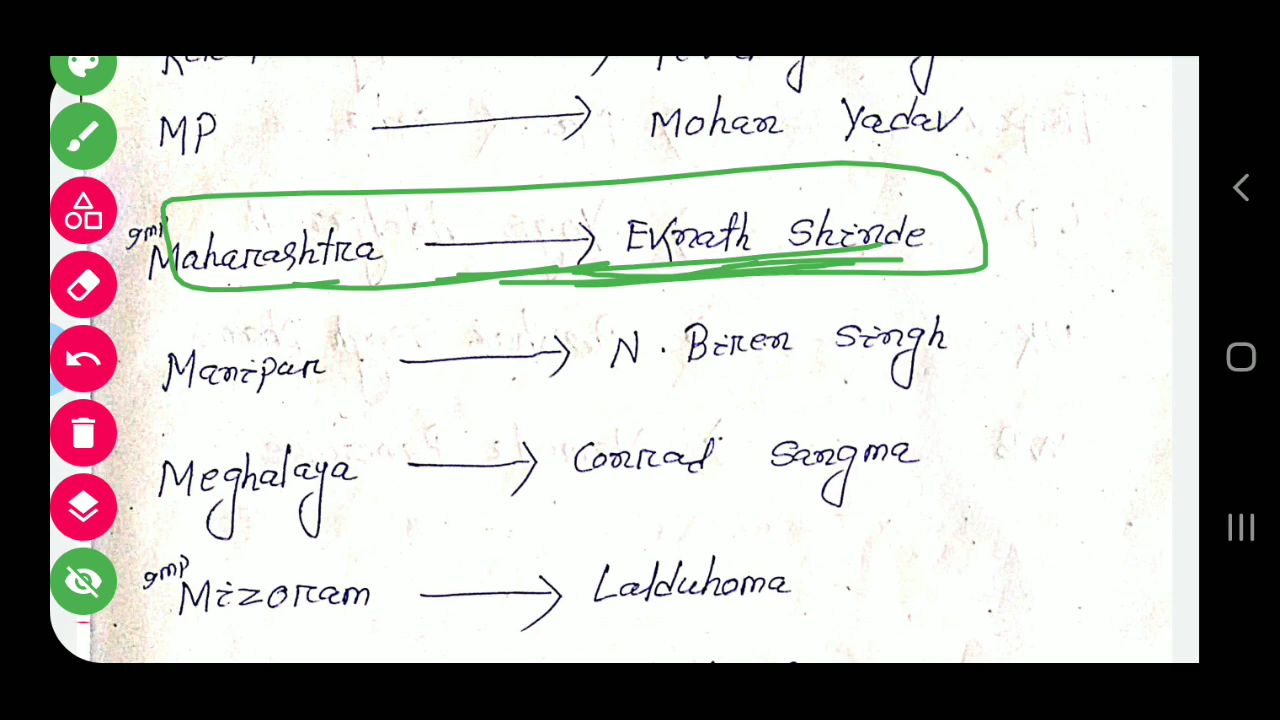 MP → Mohan Yadav
gmp Maharashtra → Eknath Shinde
Manipur → N. Biren Singh
Meghalaya → Conrad Sangma
gmp Mizoram → Lalduhoma